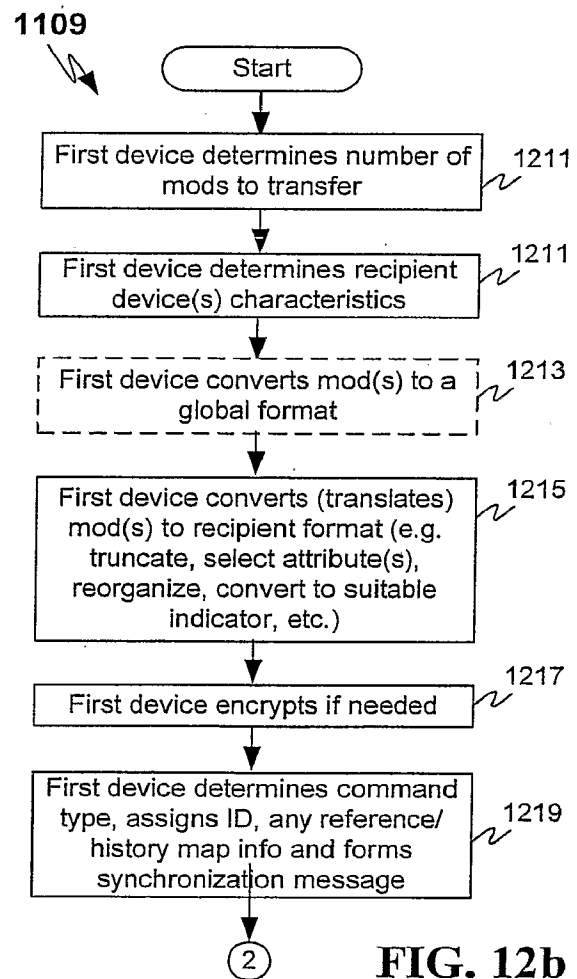 1109
Start
First device determines number of
mods to transfer
1211
First device determines recipient
device(s) characteristics
1211
First device converts mod(s) to a
global format
1213
First device converts (translates)
mod(s) to recipient format (e.g.
truncate, select attribute(s),
reorganize, convert to suitable
indicator, etc.)
1215
First device encrypts if needed
1217
First device determines command
type, assigns ID, any reference/
history map info and forms
synchronization message
1219
2
FIG. 12b